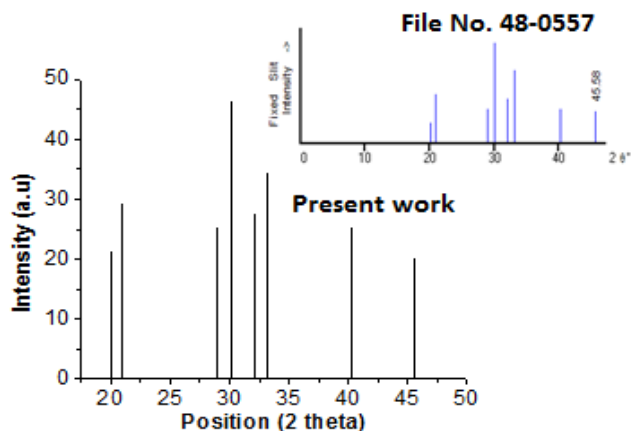 File No. 48-0557
Fixed Slit
Intensity ->
45.58
0 10 20 30 40 2 θ°
Present work
Intensity (a.u)
50
40
30
20
10
0
20 25 30 35 40 45 50
Position (2 theta)